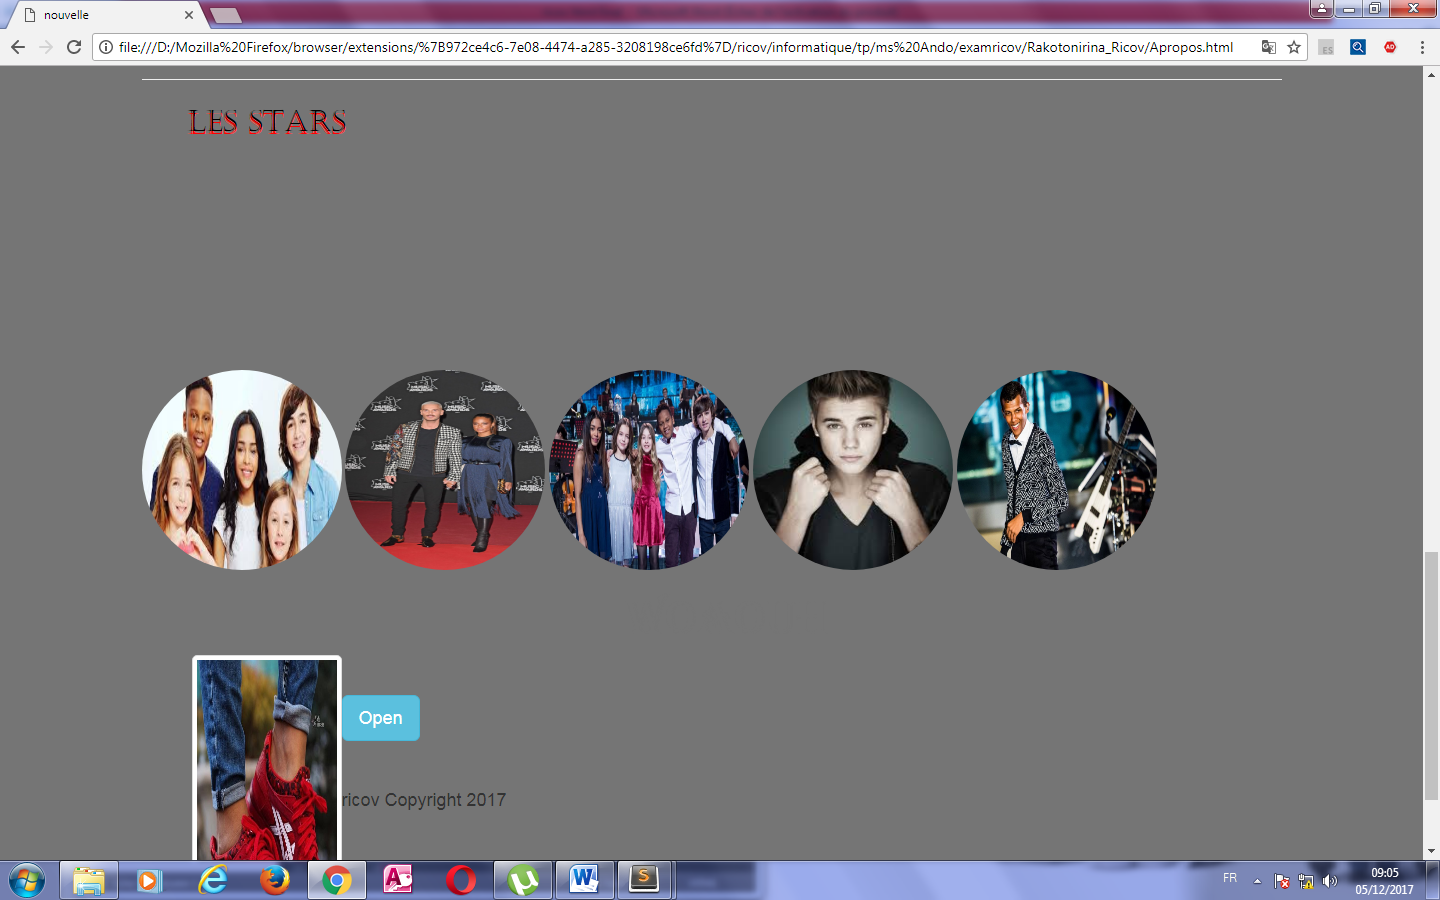 nouvelle
file:///D:/Mozilla%20Firefox/browser/extensions/%7B972ce4c6-7e08-4474-a285-3208198ce6fd%7D/ricov/informatique/tp/ms%20Ando/examricov/Rakotonirina_Ricov/Apropos.html
LES STARS
Open
ricov Copyright 2017
FR
09:05
05/12/2017